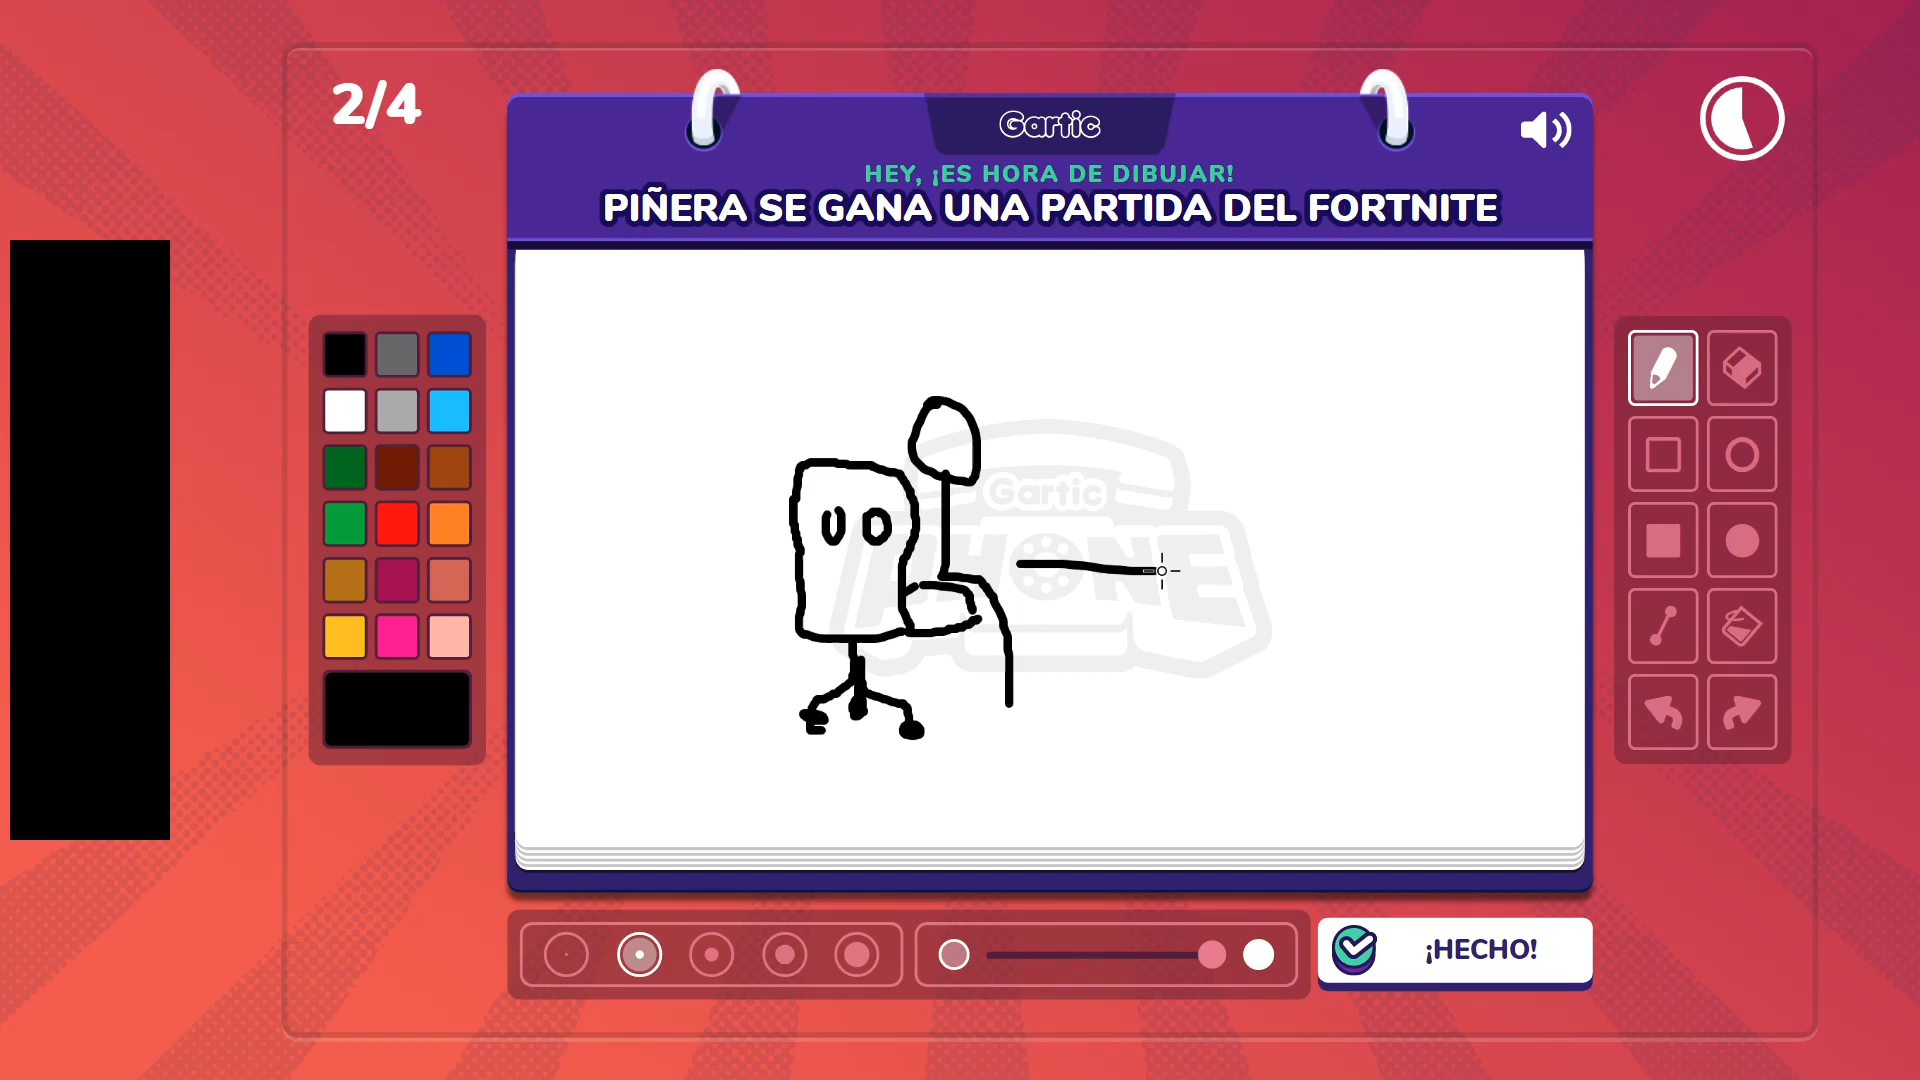 2/4
Gartic
HEY, ¡ES HORA DE DIBUJAR!
PIÑERA SE GANA UNA PARTIDA DEL FORTNITE
Gartic
PHONE
¡HECHO!